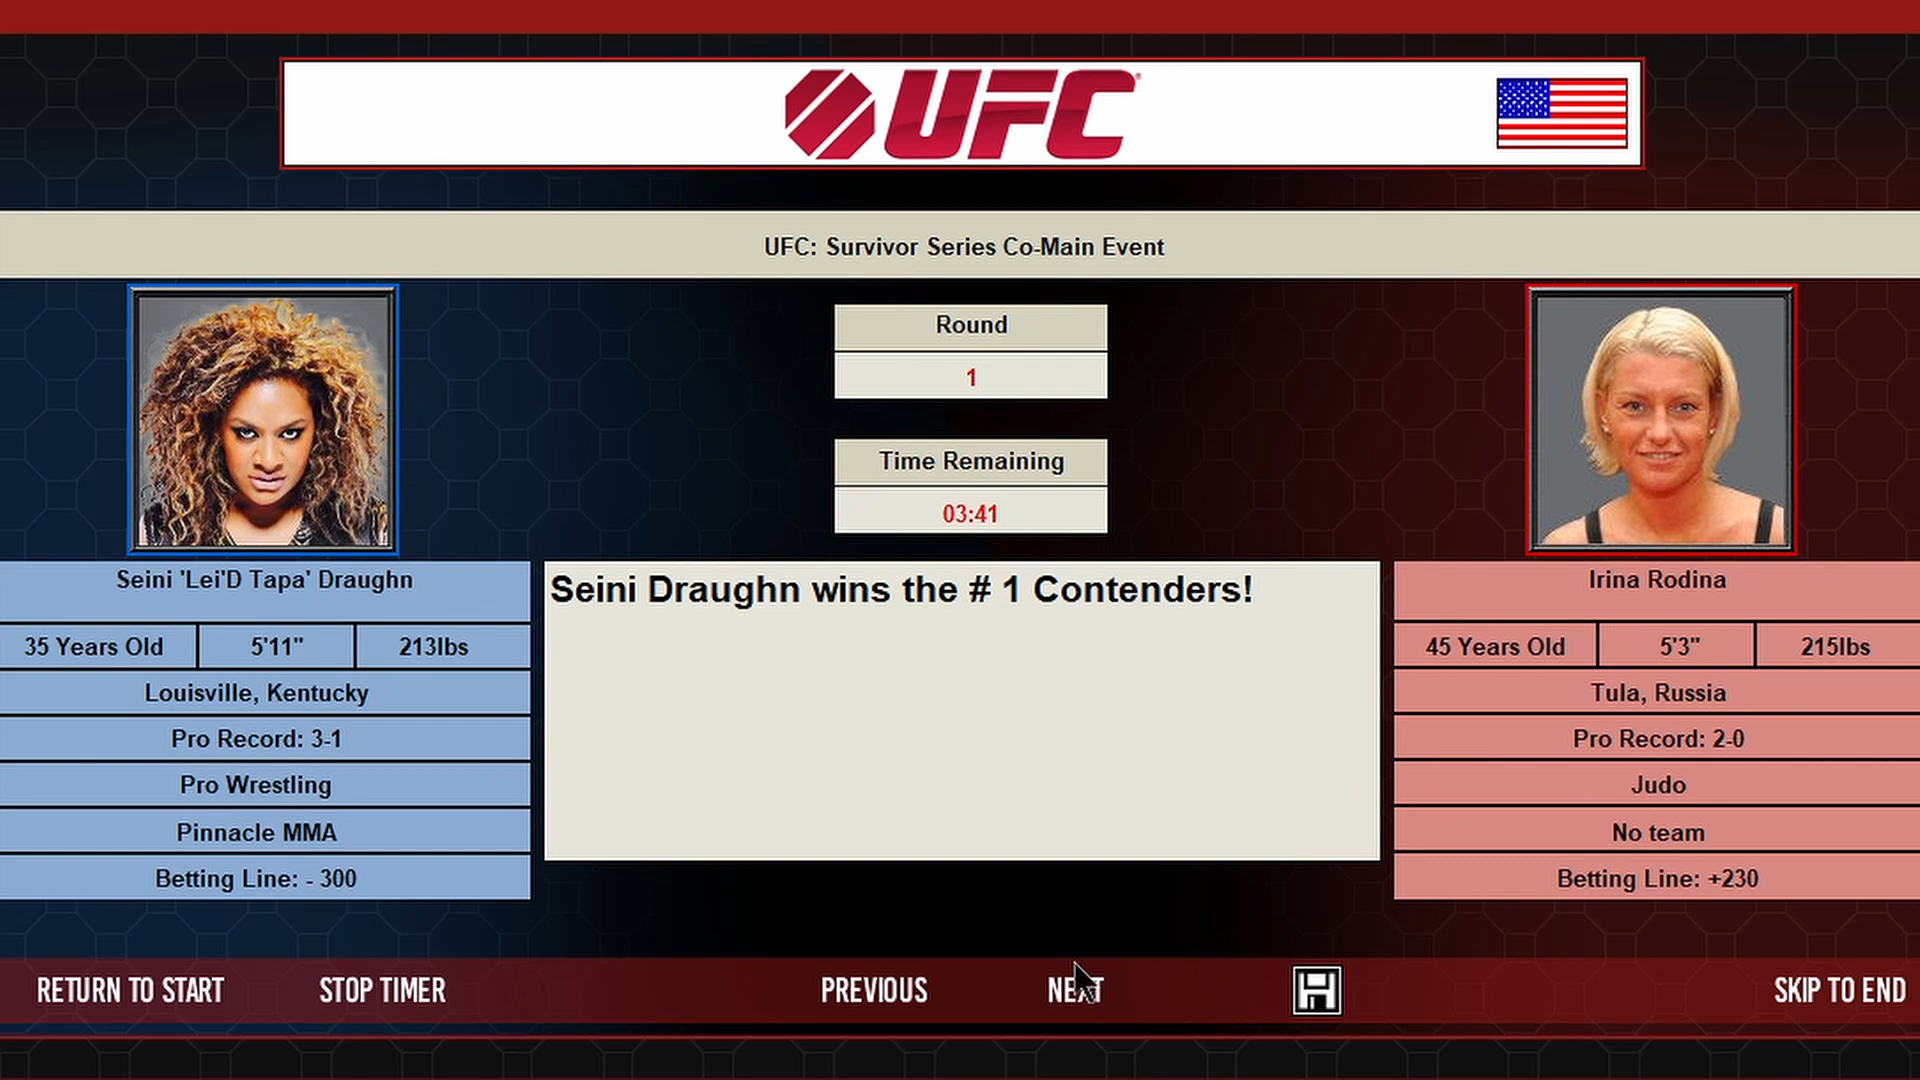 UFC
UFC: Survivor Series Co-Main Event
Round
1
Time Remaining
03:41
Seini 'Lei'D Tapa' Draughn
35 Years Old
5'11"
213lbs
Louisville, Kentucky
Pro Record: 3-1
Pro Wrestling
Pinnacle MMA
Betting Line: - 300
Seini Draughn wins the # 1 Contenders!
Irina Rodina
45 Years Old
5'3"
215lbs
Tula, Russia
Pro Record: 2-0
Judo
No team
Betting Line: +230
RETURN TO START
STOP TIMER
PREVIOUS
NEXT
SKIP TO END